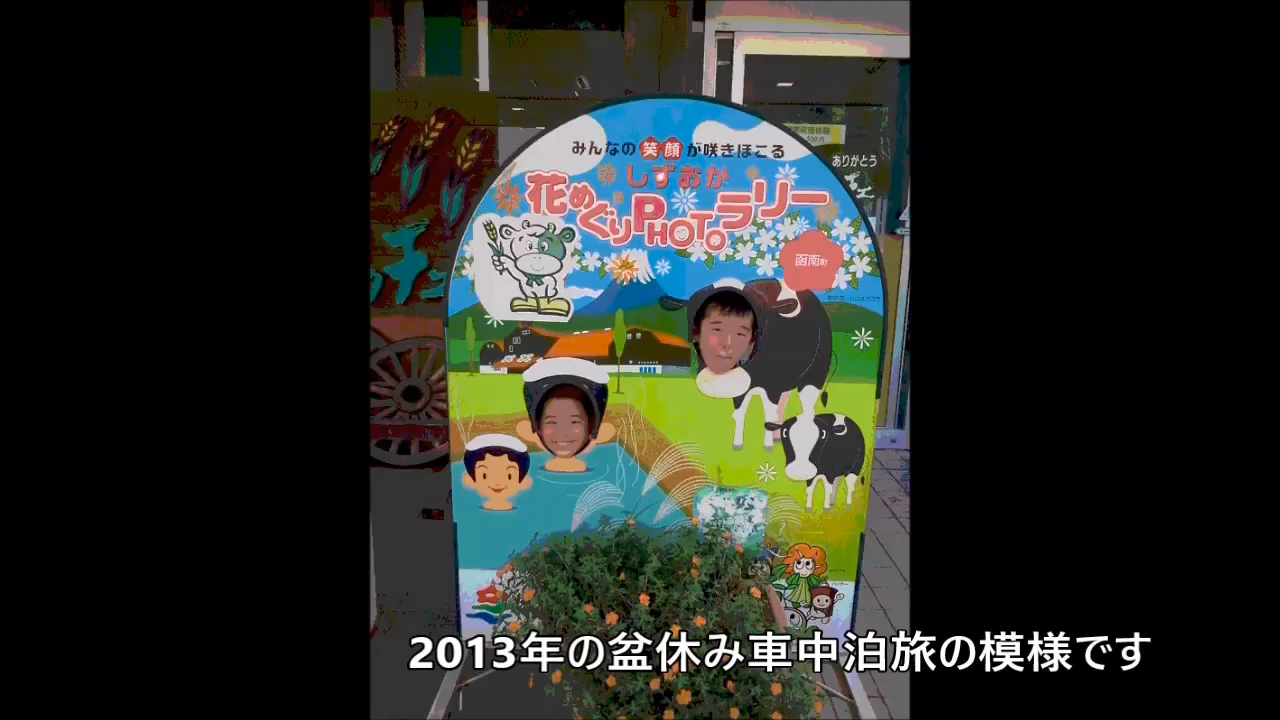 みんなの笑顔が咲きほこる
しずおか
花めぐりPHOTOラリー
函南町
ありがとう
2013年の盆休み車中泊旅の模様です